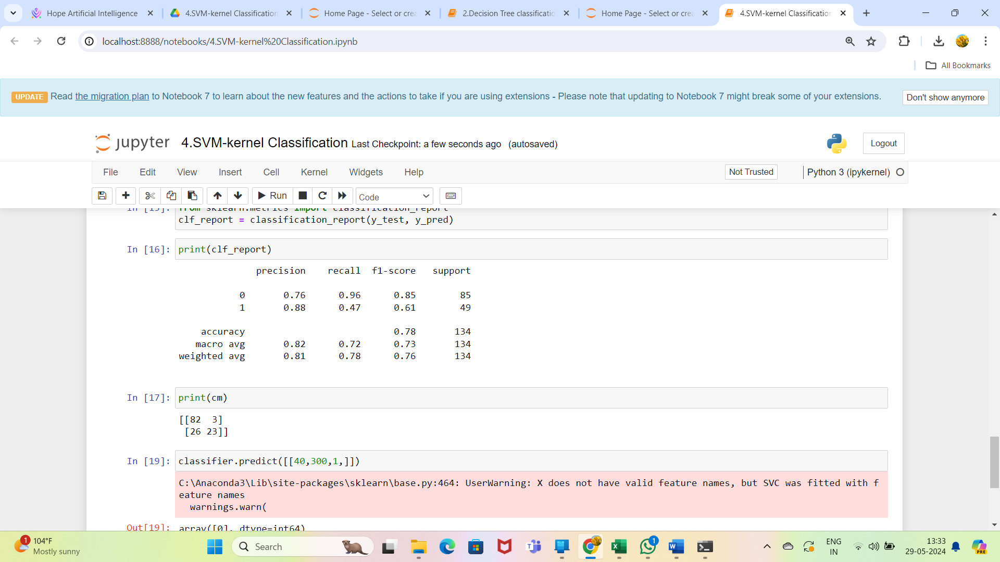 Hope Artificial Intelligence
4.SVM-kernel Classification
Home Page - Select or crea
2.Decision Tree classificatio
Home Page - Select or crea
4.SVM-kernel Classification
localhost:8888/notebooks/4.SVM-kernel%20Classification.ipynb
All Bookmarks
UPDATE Read the migration plan to Notebook 7 to learn about the new features and the actions to take if you are using extensions - Please note that updating to Notebook 7 might break some of your extensions. Don't show anymore
jupyter 4.SVM-kernel Classification Last Checkpoint: a few seconds ago (autosaved) Logout
File Edit View Insert Cell Kernel Widgets Help Not Trusted Python 3 (ipykernel)
Run Code
In [15]: from sklearn.metrics import classification_report
clf_report = classification_report(y_test, y_pred)
In [16]: print(clf_report)
precision recall f1-score support
0 0.76 0.96 0.85 85
1 0.88 0.47 0.61 49
accuracy 0.78 134
macro avg 0.82 0.72 0.73 134
weighted avg 0.81 0.78 0.76 134
In [17]: print(cm)
[[82 3]
[26 23]]
In [19]: classifier.predict([[40,300,1,]])
C:\Anaconda3\Lib\site-packages\sklearn\base.py:464: UserWarning: X does not have valid feature names, but SVC was fitted with f
eature names
warnings.warn(
Out[19]: array([0], dtype=int64)
1 104°F
Mostly sunny
Search
1
ENG
IN
13:33
29-05-2024
PRE